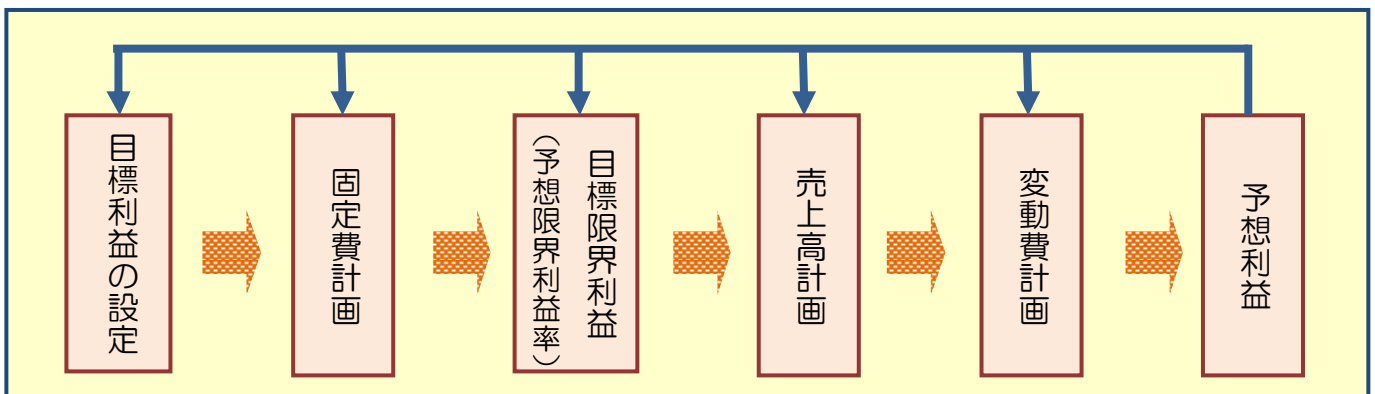 目標利益の設定
固定費計画
目標限界利益
（予想限界利益率）
売上高計画
変動費計画
予想利益